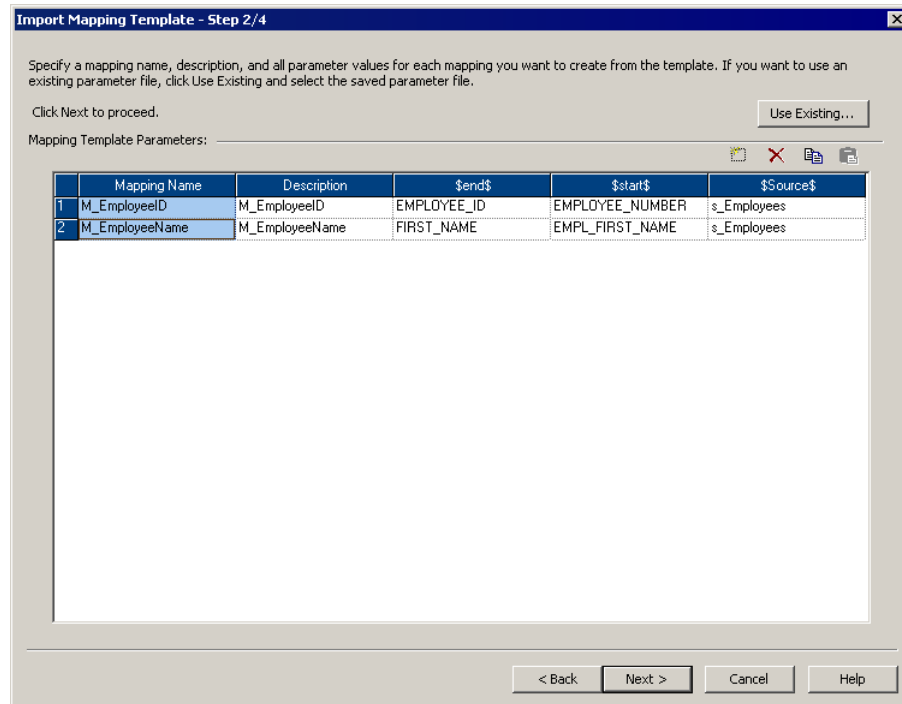 Import Mapping Template - Step 2/4
Specify a mapping name, description, and all parameter values for each mapping you want to create from the template. If you want to use an
existing parameter file, click Use Existing and select the saved parameter file.
Click Next to proceed.
Use Existing...
Mapping Template Parameters:
Mapping Name Description $end$ $start$ $Source$
1 M_EmployeeID M_EmployeeID EMPLOYEE_ID EMPLOYEE_NUMBER s_Employees
2 M_EmployeeName M_EmployeeName FIRST_NAME EMPL_FIRST_NAME s_Employees
< Back Next > Cancel Help